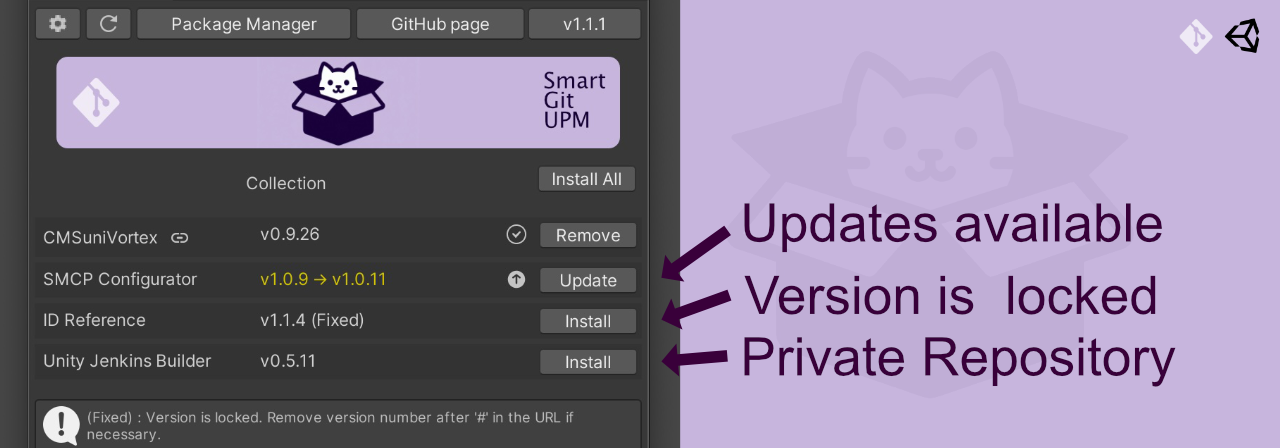 Package Manager GitHub page v1.1.1
Smart
Git
UPM
Collection Install All
CMSuniVortex v0.9.26 Remove
SMCP Configurator v1.0.9 → v1.0.11 Update
ID Reference v1.1.4 (Fixed) Install
Unity Jenkins Builder v0.5.11 Install
(Fixed) : Version is locked. Remove version number after '#' in the URL if
necessary.
Updates available
Version is locked
Private Repository